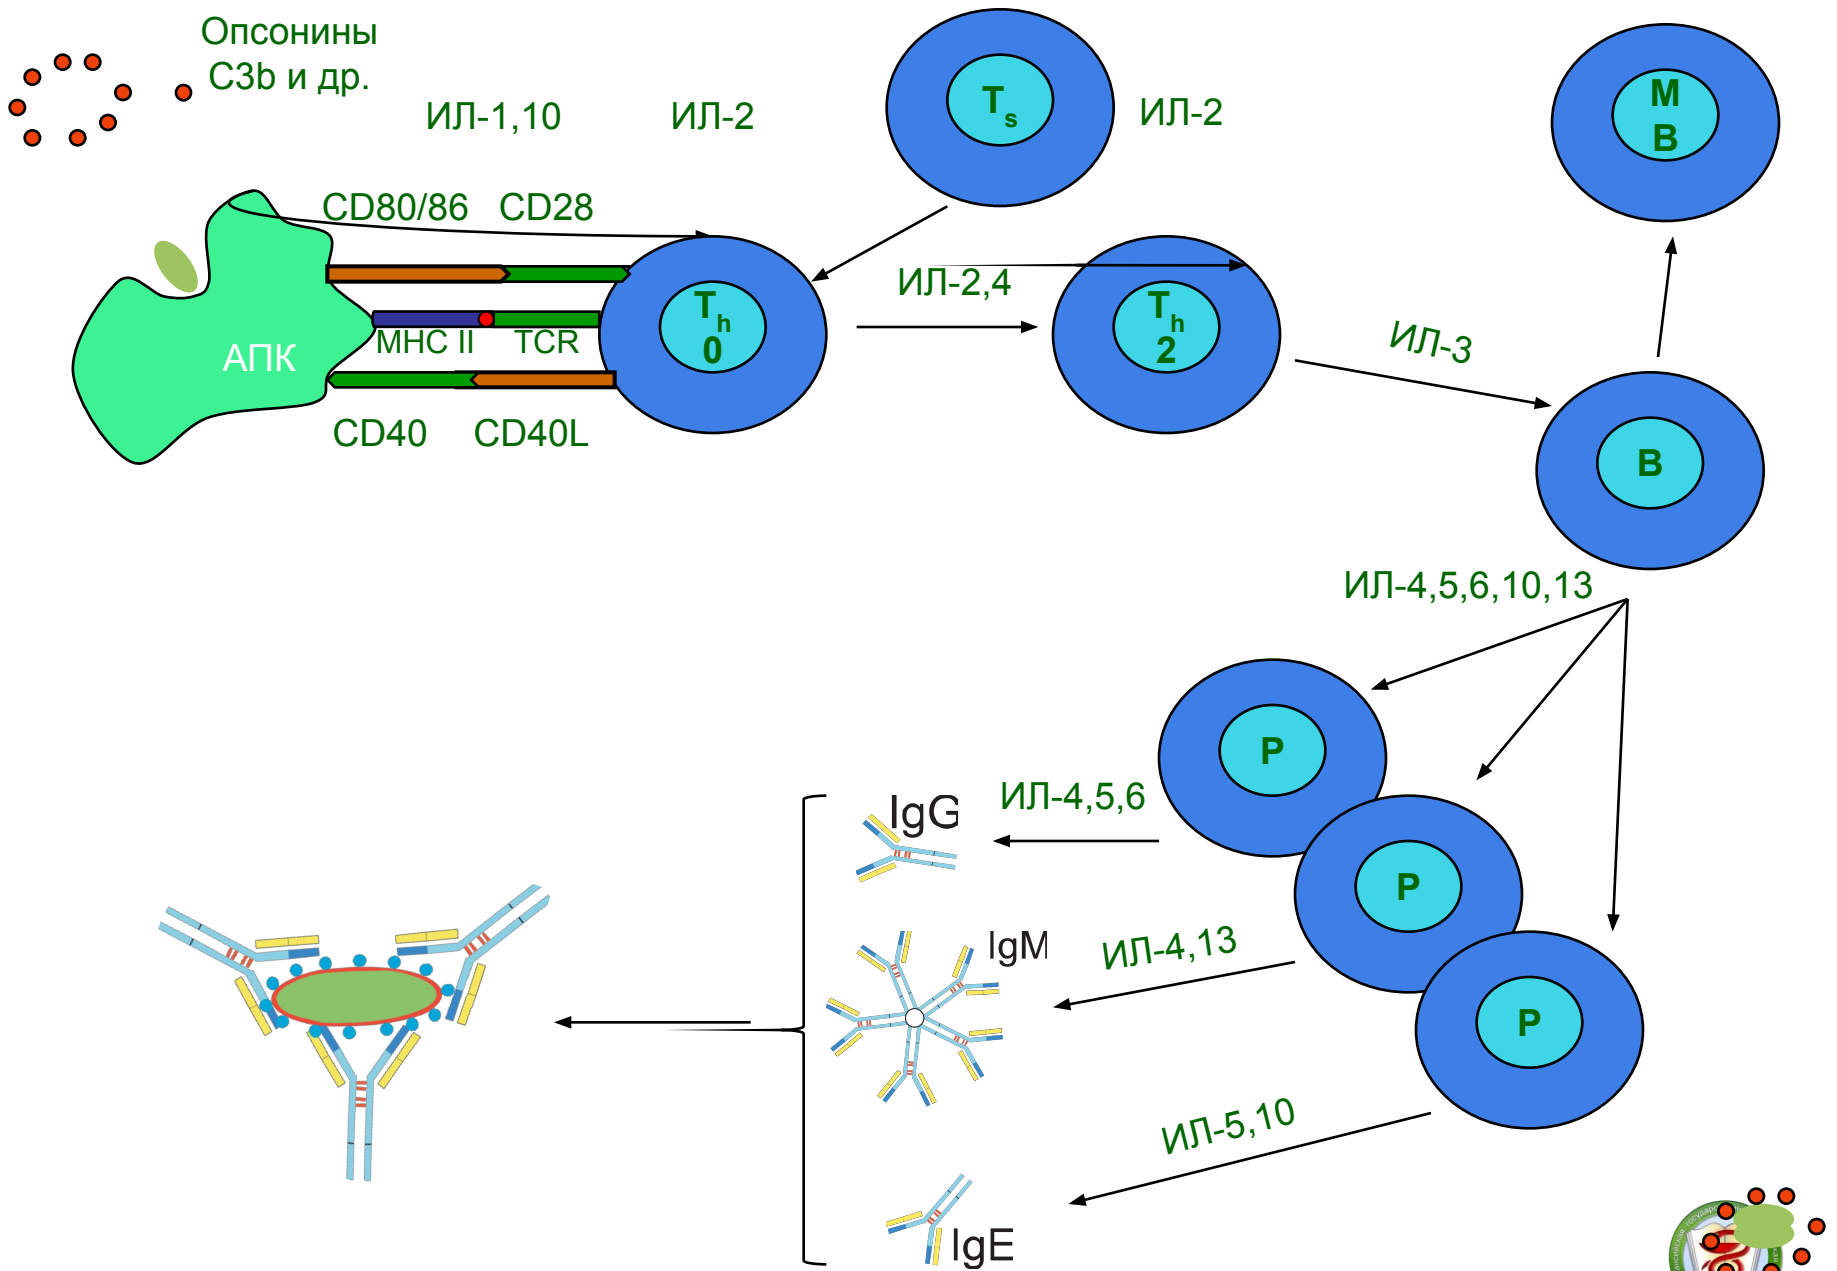 Опсонины
C3b и др.
ИЛ-1,10
ИЛ-2
Ts
ИЛ-2
М
В
CD80/86
CD28
ИЛ-2,4
Th
0
Th
2
MHC II
TCR
АПК
ИЛ-3
CD40
CD40L
B
ИЛ-4,5,6,10,13
P
ИЛ-4,5,6
IgG
P
ИЛ-4,13
IgM
P
ИЛ-5,10
IgE